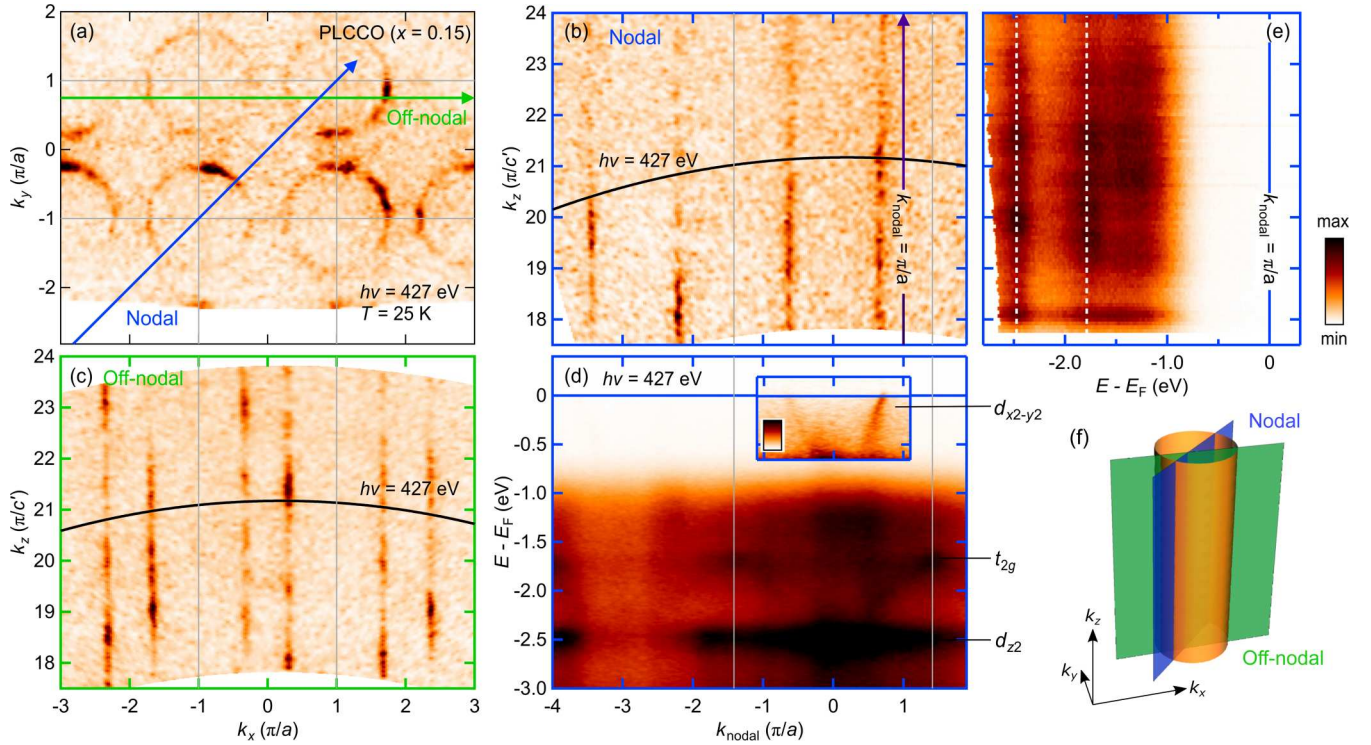 (a)
PLCCO (x = 0.15)
Off-nodal
Nodal
hν = 427 eV
T = 25 K
k_y (π/a)
2
1
0
-1
-2
(b)
Nodal
hν = 427 eV
k_nodal = π/a
k_z (π/c')
24
23
22
21
20
19
18
(e)
k_nodal = π/a
-2.0
-1.0
0
E - E_F (eV)
max
min
(c)
Off-nodal
hν = 427 eV
k_z (π/c')
24
23
22
21
20
19
18
-3
-2
-1
0
1
2
3
k_x (π/a)
(d)
hν = 427 eV
d_x2-y2
t_2g
d_z2
E - E_F (eV)
0
-0.5
-1.0
-1.5
-2.0
-2.5
-3.0
-4
-3
-2
-1
0
1
k_nodal (π/a)
(f)
Nodal
Off-nodal
k_z
k_y
k_x